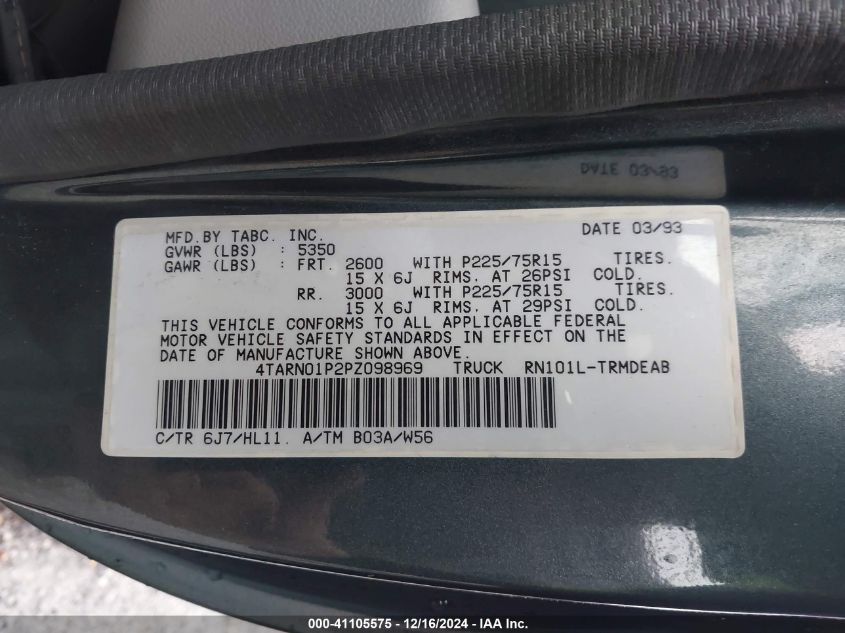 DATE 03/93
MFD.BY TABC. INC. DATE 03/93
GVWR (LBS) : 5350
GAWR (LBS) : FRT. 2600 WITH P225/75R15 TIRES.
15 X 6J RIMS. AT 26PSI COLD.
RR. 3000 WITH P225/75R15 TIRES.
15 X 6J RIMS. AT 29PSI COLD.
THIS VEHICLE CONFORMS TO ALL APPLICABLE FEDERAL
MOTOR VEHICLE SAFETY STANDARDS IN EFFECT ON THE
DATE OF MANUFACTURE SHOWN ABOVE.
4TARN01P2PZ098969 TRUCK RN101L-TRMDEAB
C/TR 6J7/HL11. A/TM B03A/W56
000-41105575 - 12/16/2024 - IAA Inc.